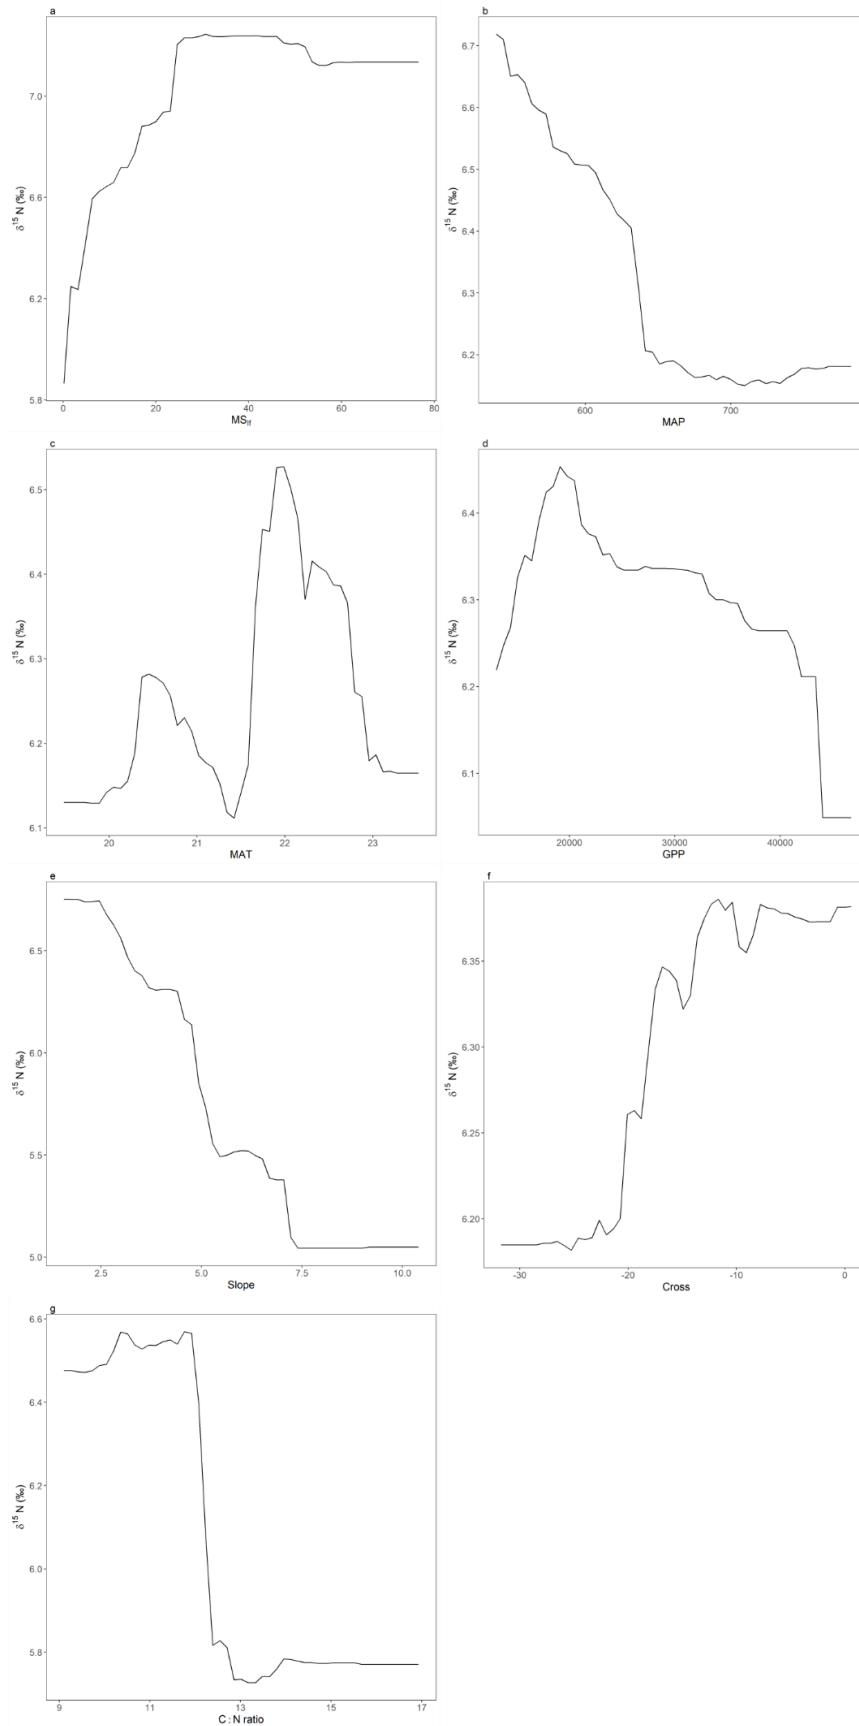 a
7.0
6.6
6.2
5.8
δ¹⁵ N (‰)
0 20 40 60 80
MSlf
b
6.7
6.6
6.5
6.4
6.3
6.2
δ¹⁵ N (‰)
600 700
MAP
c
6.5
6.4
6.3
6.2
6.1
δ¹⁵ N (‰)
20 21 22 23
MAT
d
6.4
6.3
6.2
6.1
δ¹⁵ N (‰)
20000 30000 40000
GPP
e
6.5
6.0
5.5
5.0
δ¹⁵ N (‰)
2.5 5.0 7.5 10.0
Slope
f
6.35
6.30
6.25
6.20
δ¹⁵ N (‰)
-30 -20 -10 0
Cross
g
6.6
6.4
6.2
6.0
5.8
δ¹⁵ N (‰)
9 11 13 15 17
C : N ratio